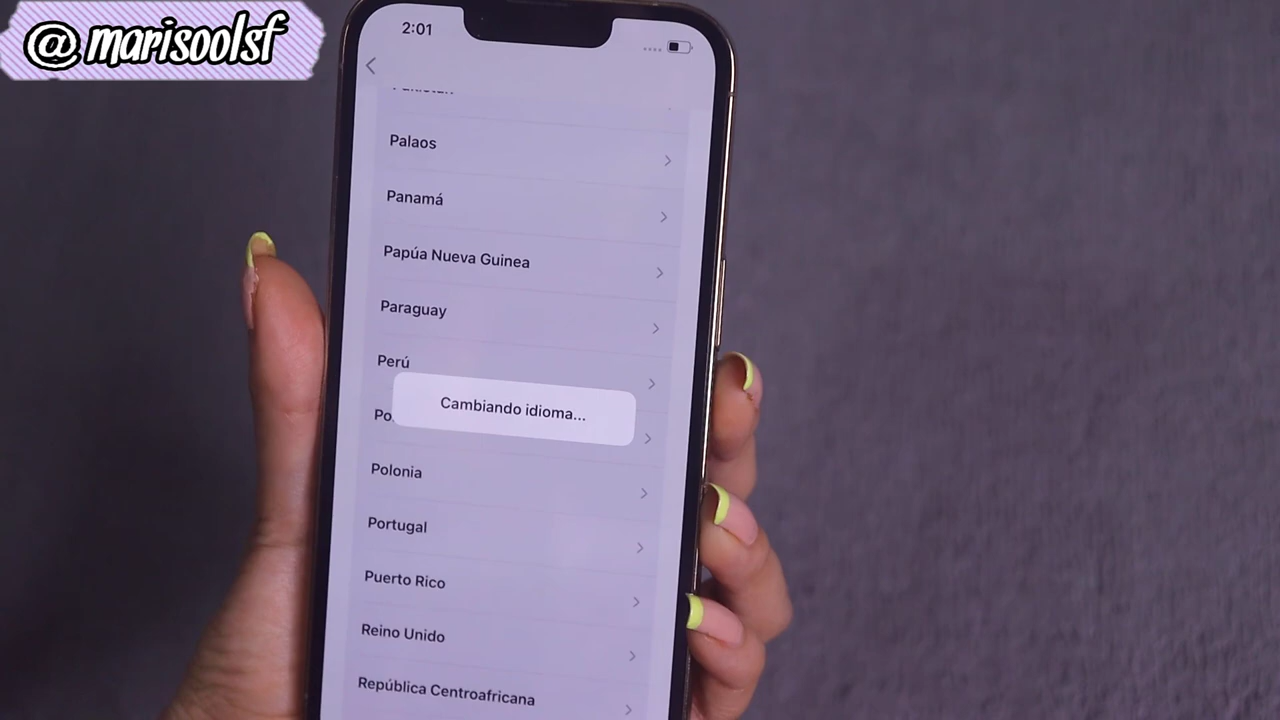 @marisoolsf
2:01
Palaos
Panamá
Papúa Nueva Guinea
Paraguay
Perú
Cambiando idioma...
Po
Polonia
Portugal
Puerto Rico
Reino Unido
República Centroafricana